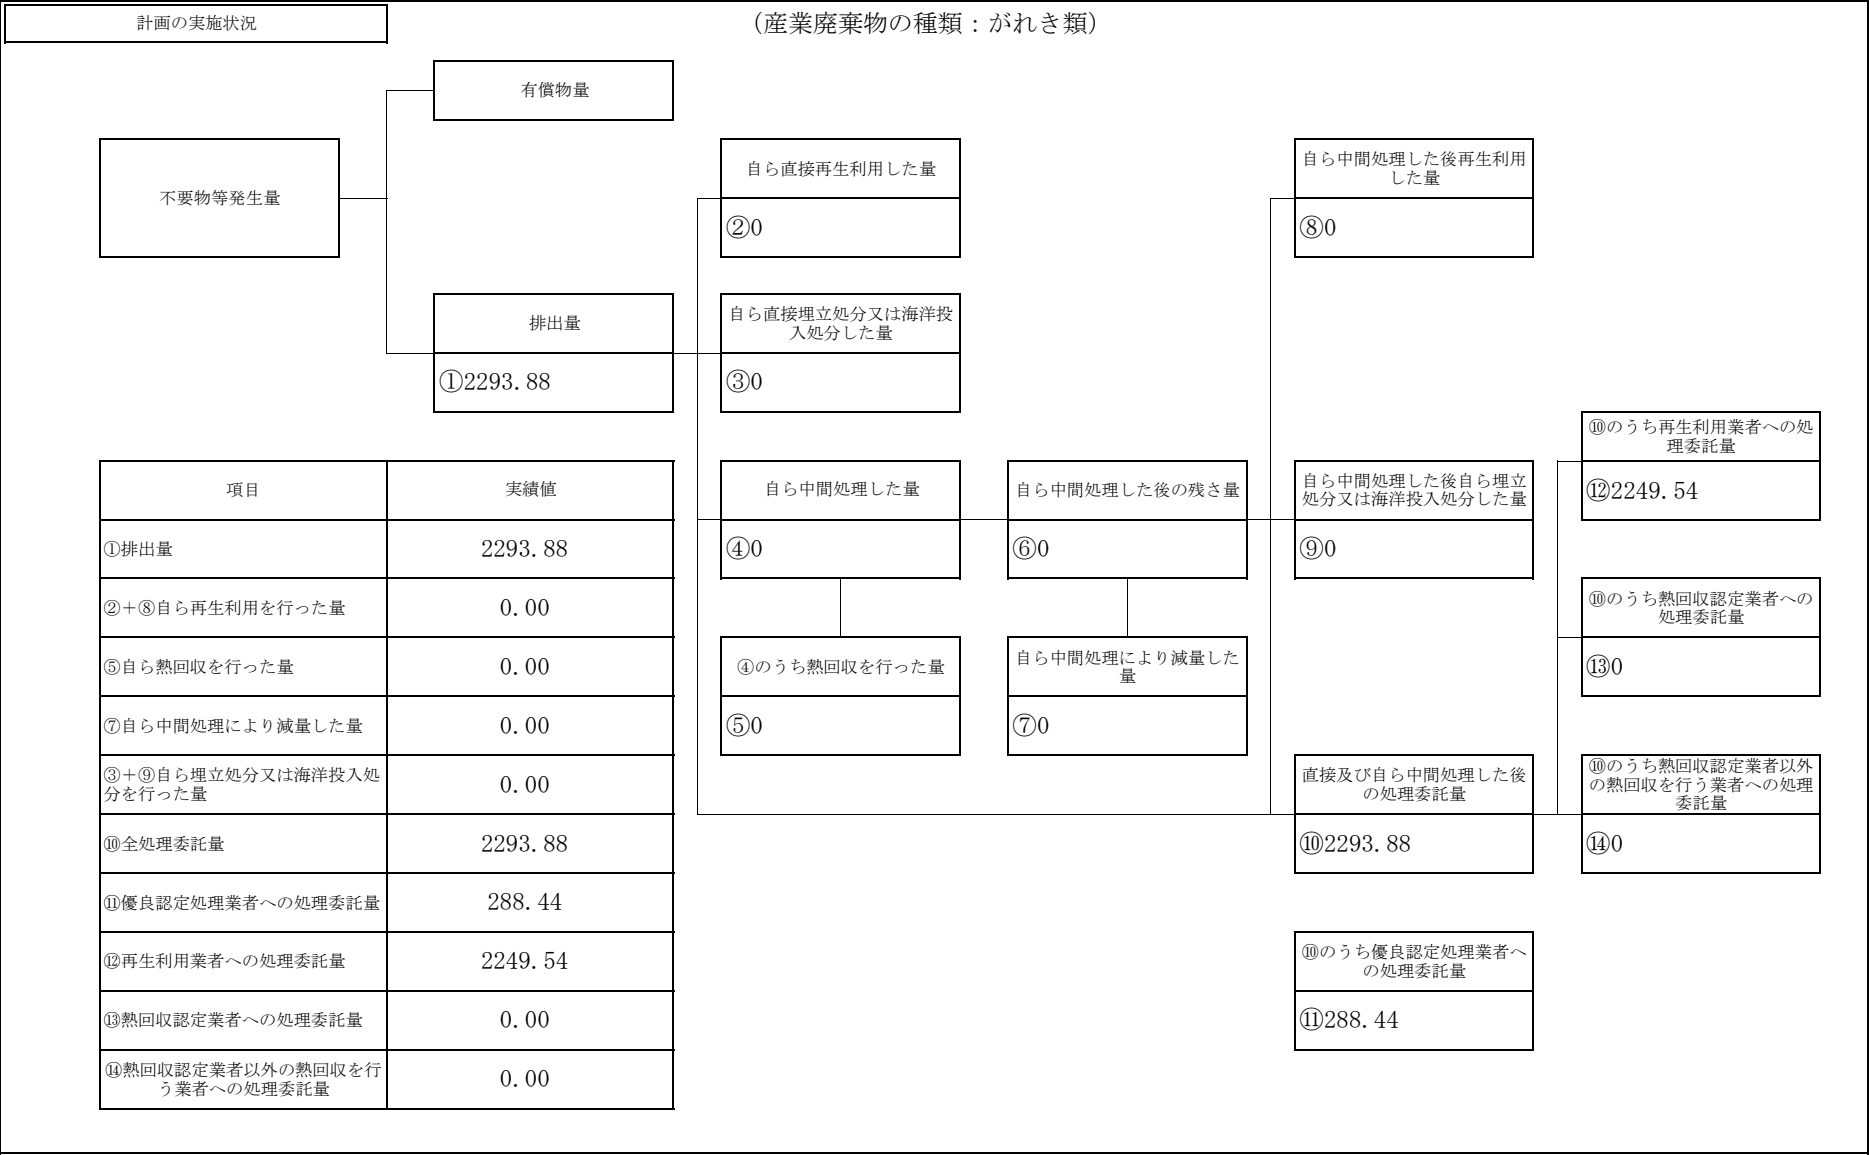 計画の実施状況
（産業廃棄物の種類：がれき類）
有償物量
不要物等発生量
自ら直接再生利用した量
②0
自ら中間処理した後再生利用
した量
⑧0
排出量
①2293.88
自ら直接埋立処分又は海洋投
入処分した量
③0
⑩のうち再生利用業者への処
理委託量
⑫2249.54
自ら中間処理した量
④0
自ら中間処理した後の残さ量
⑥0
自ら中間処理した後自ら埋立
処分又は海洋投入処分した量
⑨0
⑩のうち熱回収認定業者への
処理委託量
⑬0
④のうち熱回収を行った量
⑤0
自ら中間処理により減量した
量
⑦0
直接及び自ら中間処理した後
の処理委託量
⑩2293.88
⑩のうち熱回収認定業者以外
の熱回収を行う業者への処理
委託量
⑭0
⑩のうち優良認定処理業者へ
の処理委託量
⑪288.44
項目 実績値
①排出量 2293.88
②＋⑧自ら再生利用を行った量 0.00
⑤自ら熱回収を行った量 0.00
⑦自ら中間処理により減量した量 0.00
③＋⑨自ら埋立処分又は海洋投入処
分を行った量 0.00
⑩全処理委託量 2293.88
⑪優良認定処理業者への処理委託量 288.44
⑫再生利用業者への処理委託量 2249.54
⑬熱回収認定業者への処理委託量 0.00
⑭熱回収認定業者以外の熱回収を行
う業者への処理委託量 0.00